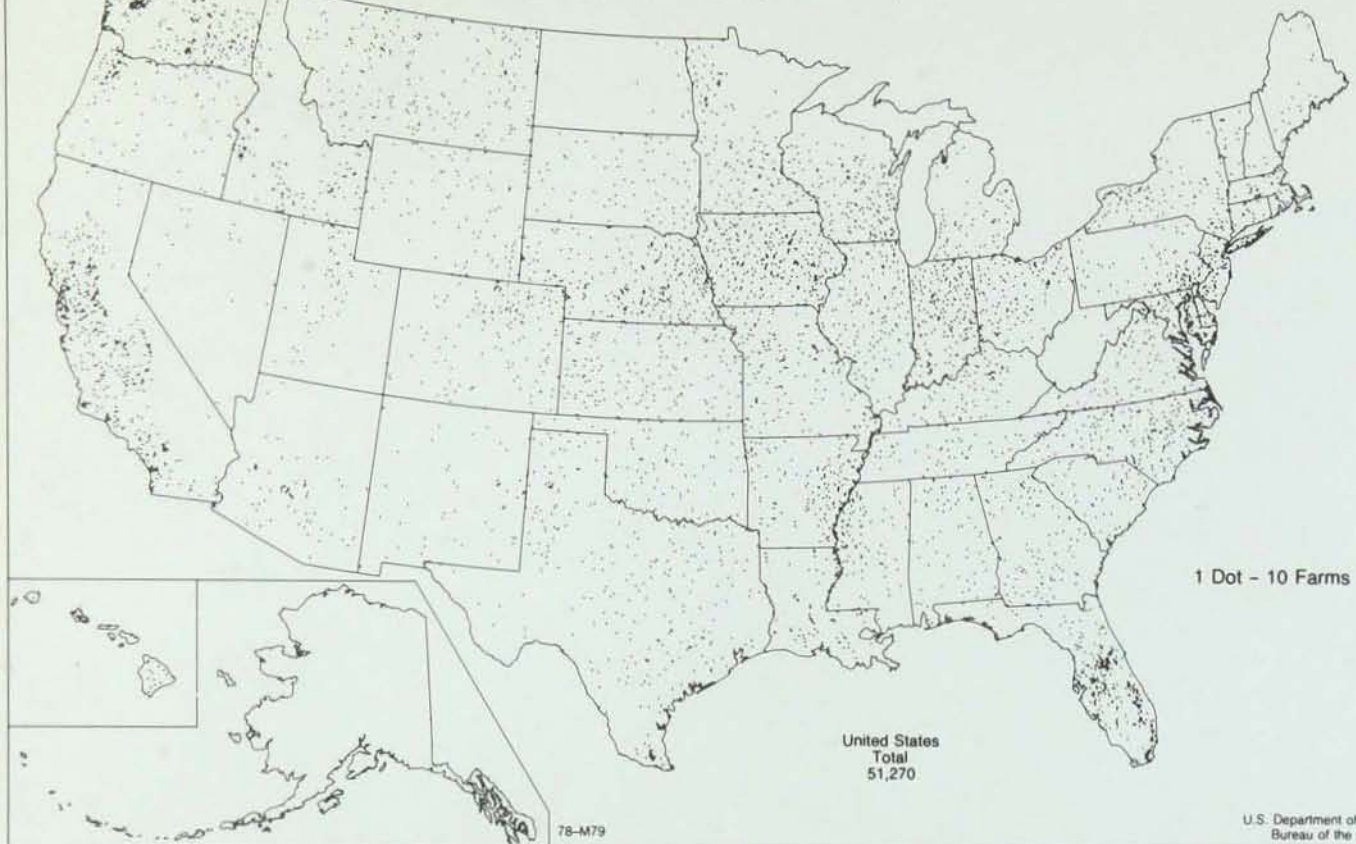 1 Dot – 10 Farms
United States
Total
51,270
78–M79
U.S. Department of
Bureau of the